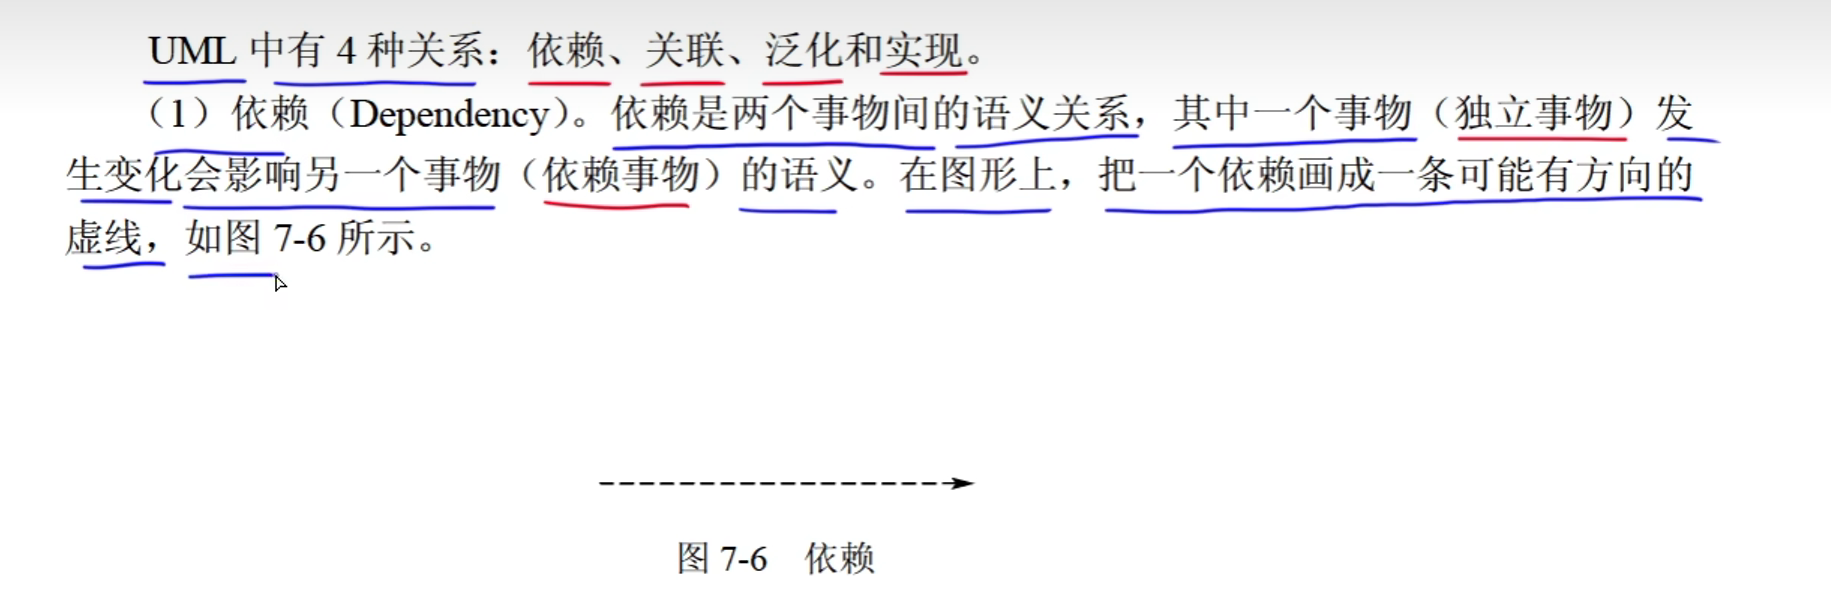 UML 中有 4 种关系：依赖、关联、泛化和实现。
（1）依赖（Dependency）。依赖是两个事物间的语义关系，其中一个事物（独立事物）发
生变化会影响另一个事物（依赖事物）的语义。在图形上，把一个依赖画成一条可能有方向的
虚线，如图 7-6 所示。
图 7-6 依赖